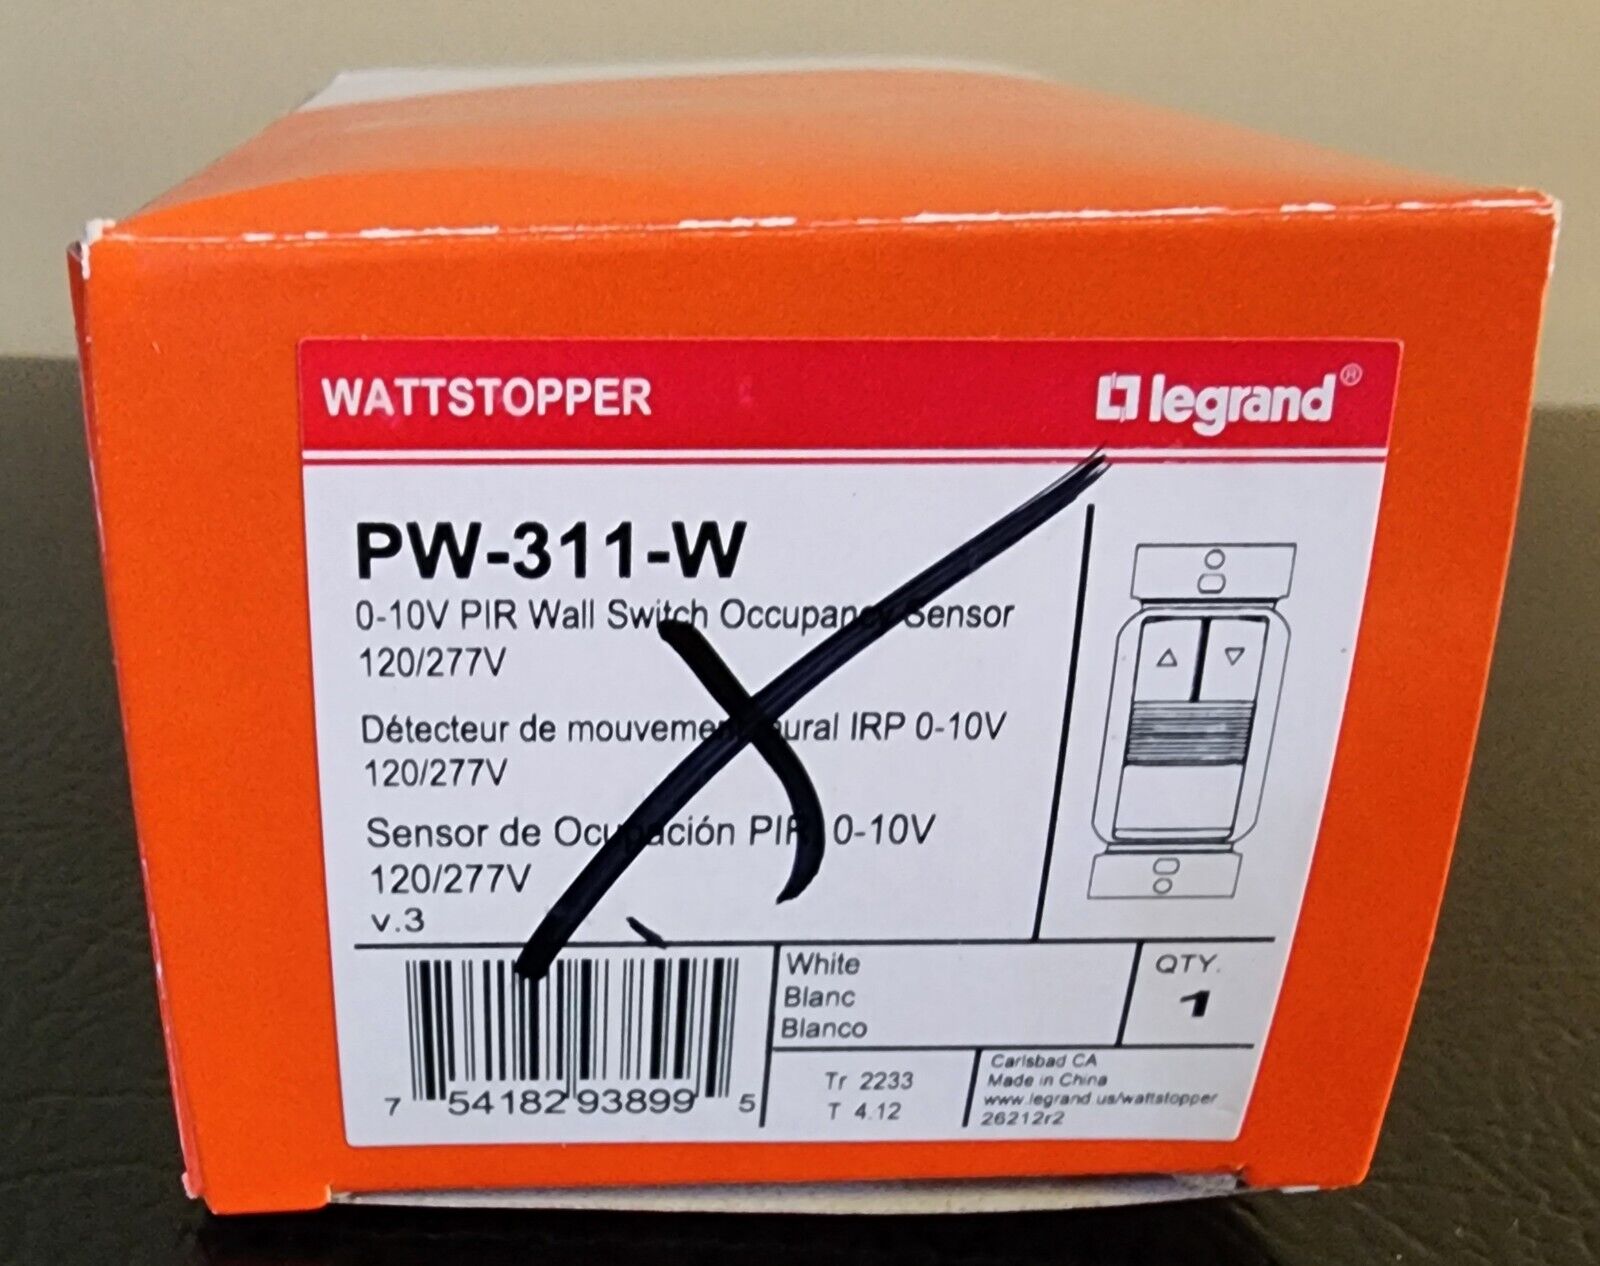 WATTSTOPPER
legrand®
PW-311-W
0-10V PIR Wall Switch Occupancy Sensor
120/277V
Détecteur de mouvement mural IRP 0-10V
120/277V
Sensor de Ocupación PIR, 0-10V
120/277V
v.3
7 54182 93899 5
White
Blanc
Blanco
QTY.
1
Tr 2233
T 4.12
Carlsbad CA
Made in China
www.legrand.us/wattstopper
26212r2